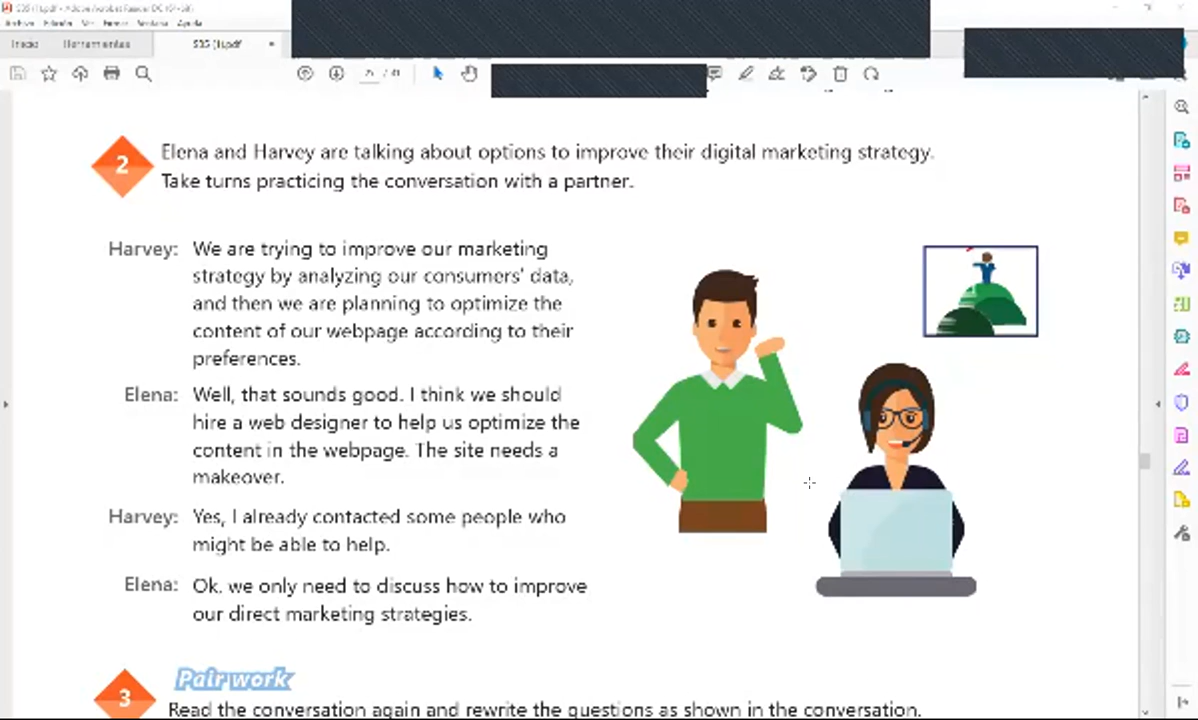 Inicio Herramientas
2 Elena and Harvey are talking about options to improve their digital marketing strategy.
Take turns practicing the conversation with a partner.
Harvey: We are trying to improve our marketing
strategy by analyzing our consumers' data,
and then we are planning to optimize the
content of our webpage according to their
preferences.
Elena: Well, that sounds good. I think we should
hire a web designer to help us optimize the
content in the webpage. The site needs a
makeover.
Harvey: Yes, I already contacted some people who
might be able to help.
Elena: Ok. we only need to discuss how to improve
our direct marketing strategies.
Pair work
3 Read the conversation again and rewrite the questions as shown in the conversation.